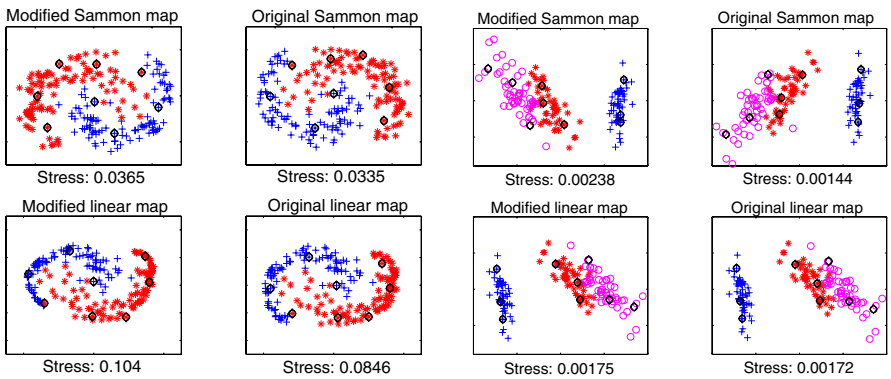 Modified Sammon map
Original Sammon map
Modified Sammon map
Original Sammon map
Stress: 0.0365
Stress: 0.0335
Stress: 0.00238
Stress: 0.00144
Modified linear map
Original linear map
Modified linear map
Original linear map
Stress: 0.104
Stress: 0.0846
Stress: 0.00175
Stress: 0.00172